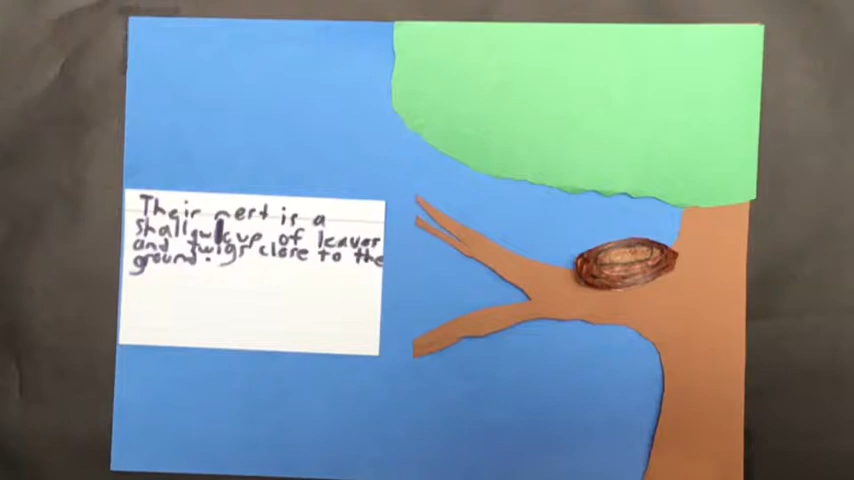 Their nest is a
shallow cup of leaves
and twigs close to the
ground.